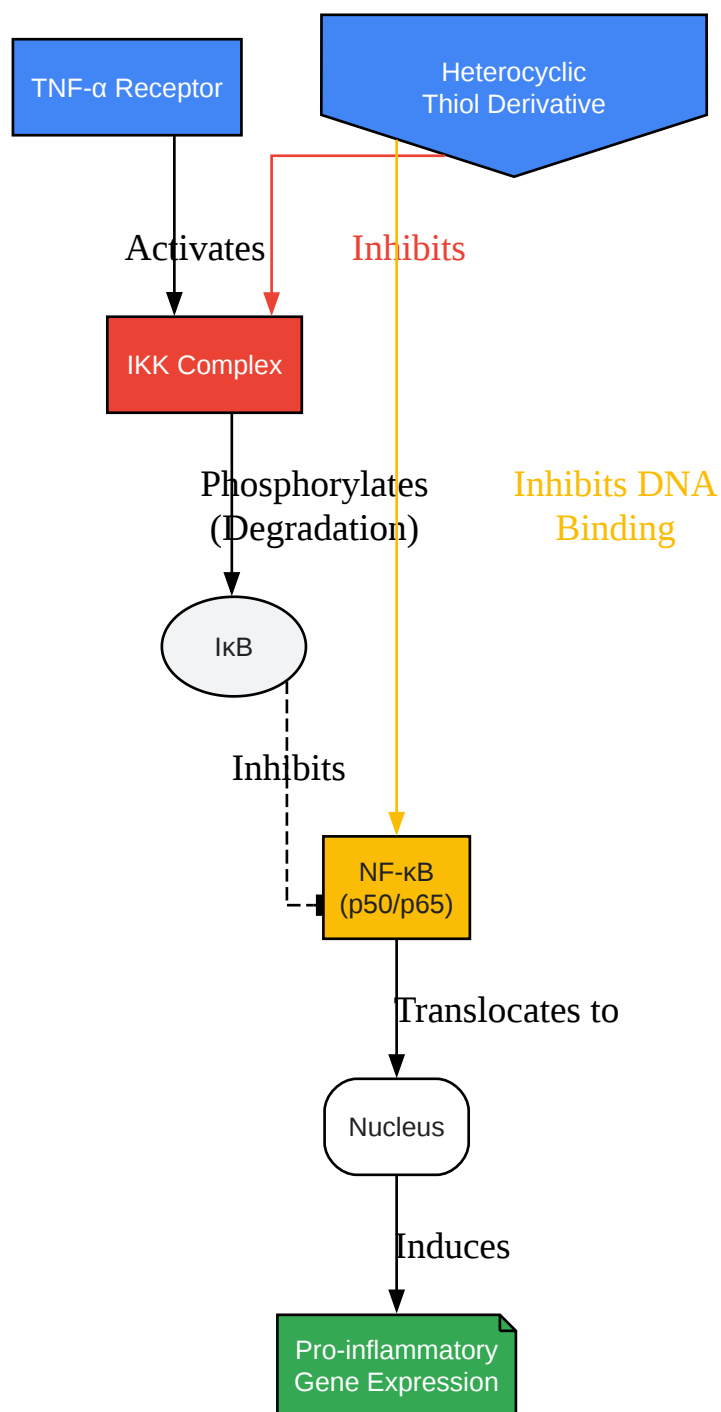 TNF-α Receptor
Heterocyclic
Thiol Derivative
Activates
Inhibits
IKK Complex
Phosphorylates
(Degradation)
Inhibits DNA
Binding
IκB
Inhibits
NF-κB
(p50/p65)
Translocates to
Nucleus
Induces
Pro-inflammatory
Gene Expression